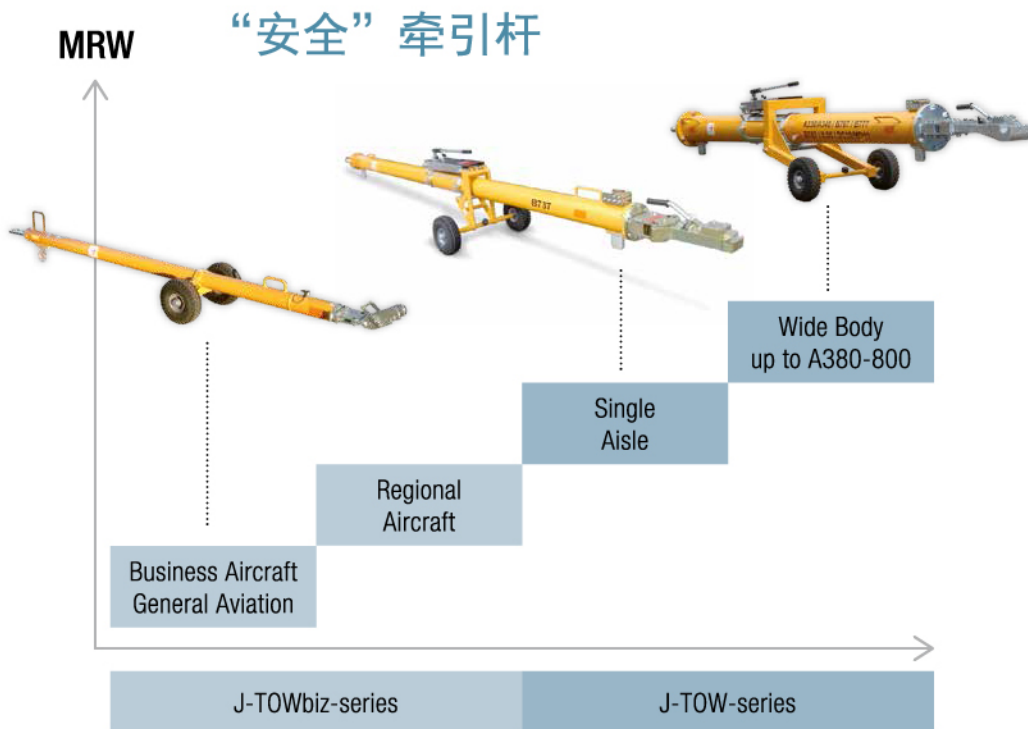 “安全”牵引杆
MRW
B737
Wide Body
up to A380-800
Single
Aisle
Regional
Aircraft
Business Aircraft
General Aviation
J-TOWbiz-series
J-TOW-series